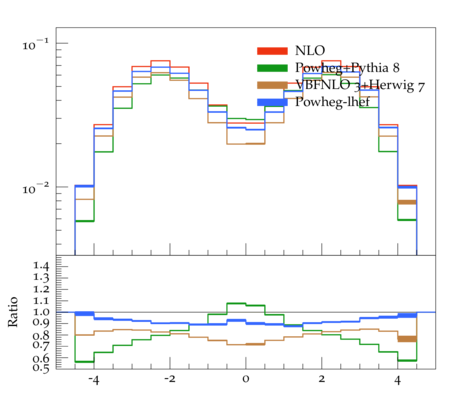 10⁻¹
NLO
Powheg+Pythia 8
VBFNLO 3+Herwig 7
Powheg-lhef
10⁻²
1.4
1.3
1.2
1.1
1.0
0.9
0.8
0.7
0.6
0.5
Ratio
-4 -2 0 2 4